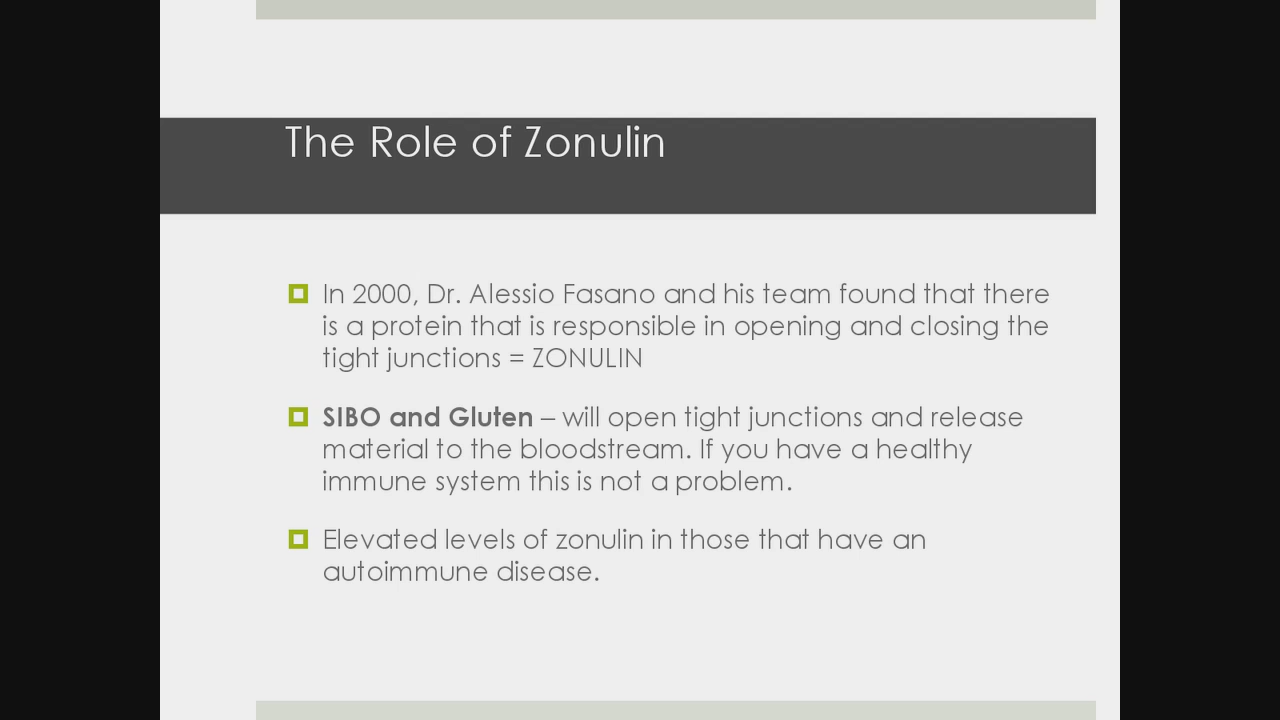 The Role of Zonulin
In 2000, Dr. Alessio Fasano and his team found that there
is a protein that is responsible in opening and closing the
tight junctions = ZONULIN
SIBO and Gluten – will open tight junctions and release
material to the bloodstream. If you have a healthy
immune system this is not a problem.
Elevated levels of zonulin in those that have an
autoimmune disease.